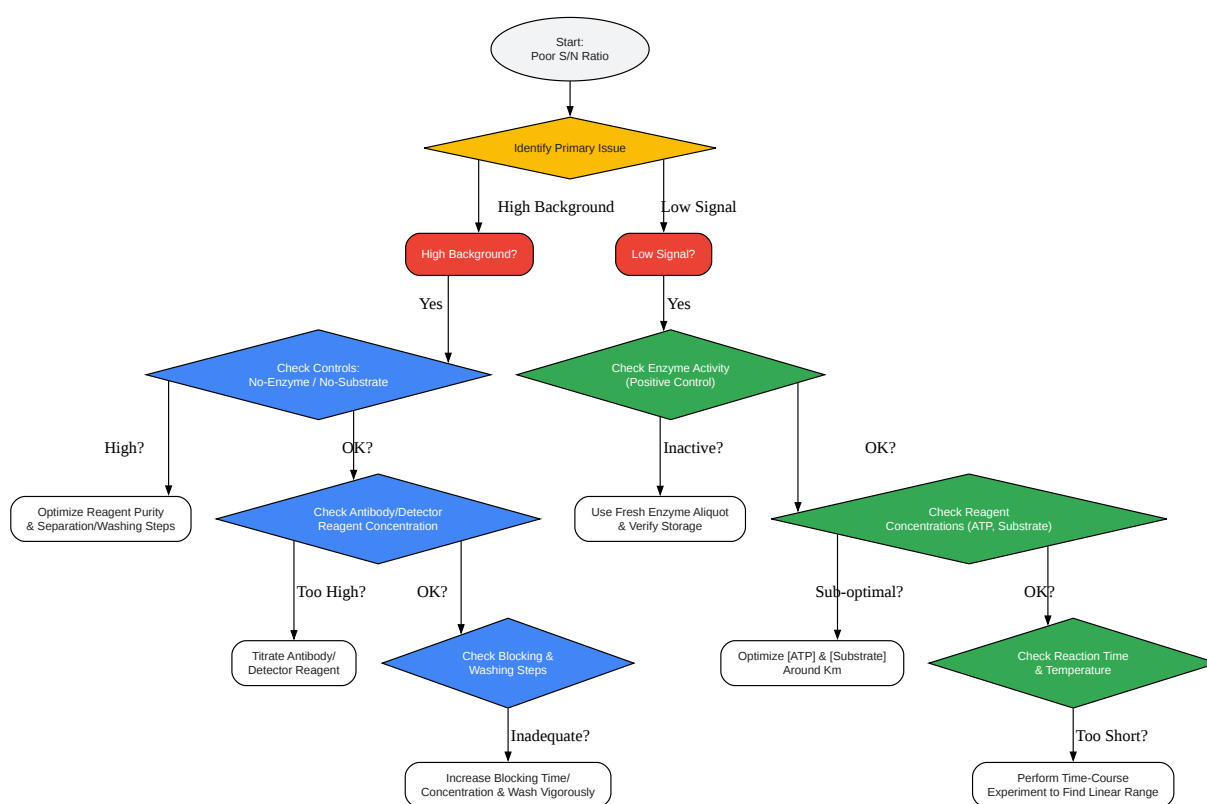 Start:
Poor S/N Ratio
Identify Primary Issue
High Background
Low Signal
High Background?
Low Signal?
Yes
Yes
Check Controls:
No-Enzyme / No-Substrate
Check Enzyme Activity
(Positive Control)
High?
OK?
Inactive?
OK?
Optimize Reagent Purity
& Separation/Washing Steps
Check Antibody/Detector
Reagent Concentration
Use Fresh Enzyme Aliquot
& Verify Storage
Check Reagent
Concentrations (ATP, Substrate)
Too High?
OK?
Sub-optimal?
OK?
Titrate Antibody/
Detector Reagent
Check Blocking &
Washing Steps
Optimize [ATP] & [Substrate]
Around Km
Check Reaction Time
& Temperature
Inadequate?
Too Short?
Increase Blocking Time/
Concentration & Wash Vigorously
Perform Time-Course
Experiment to Find Linear Range